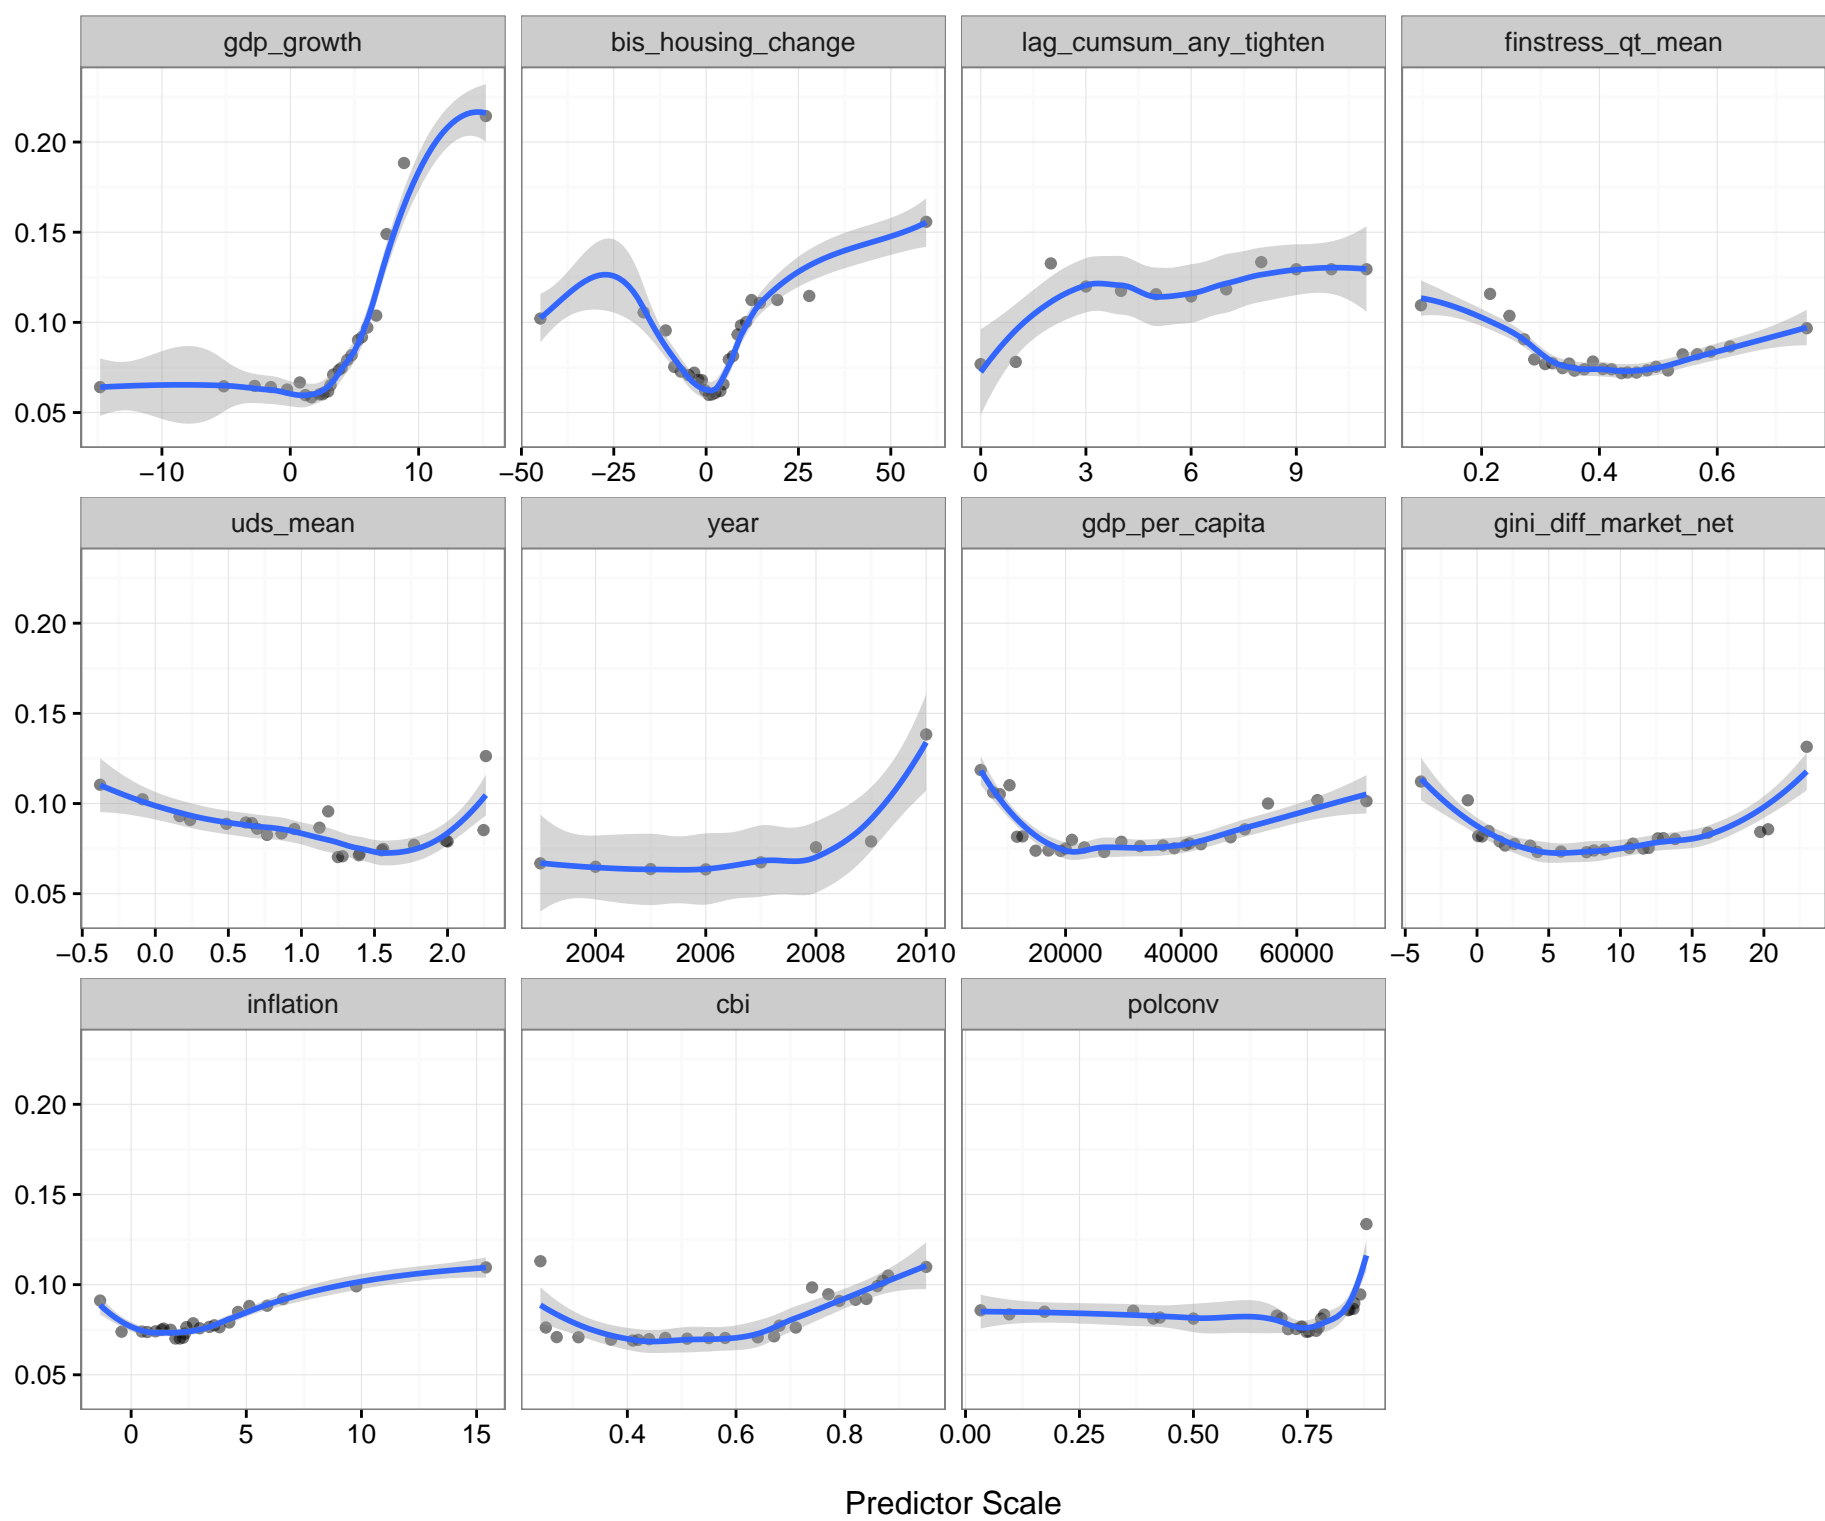 gdp_growth bis_housing_change lag_cumsum_any_tighten finstress_qt_mean
0.20
0.15
0.10
0.05
−10 0 10 −50 −25 0 25 50 0 3 6 9 0.2 0.4 0.6
uds_mean year gdp_per_capita gini_diff_market_net
0.20
0.15
0.10
0.05
−0.5 0.0 0.5 1.0 1.5 2.0 2004 2006 2008 2010 20000 40000 60000 −5 0 5 10 15 20
inflation cbi polconv
0.20
0.15
0.10
0.05
0 5 10 15 0.4 0.6 0.8 0.00 0.25 0.50 0.75
Predictor Scale